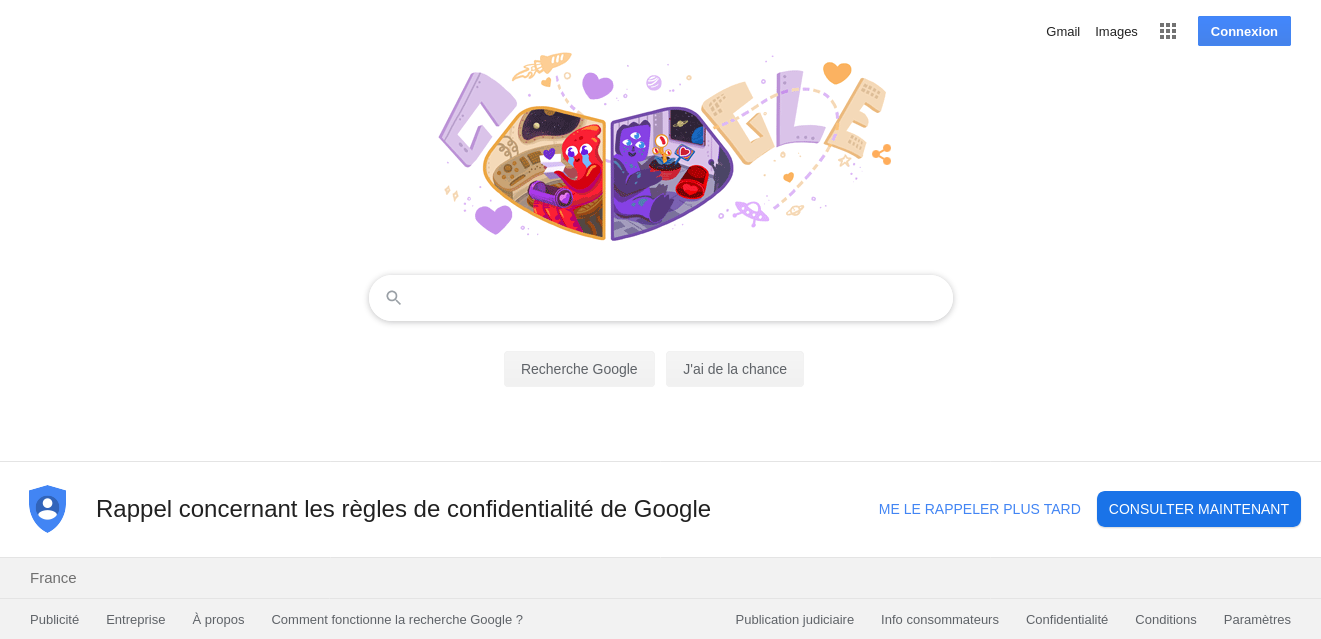 Gmail Images Connexion
Recherche Google J'ai de la chance
Rappel concernant les règles de confidentialité de Google ME LE RAPPELER PLUS TARD CONSULTER MAINTENANT
France
Publicité Entreprise À propos Comment fonctionne la recherche Google ? Publication judiciaire Info consommateurs Confidentialité Conditions Paramètres